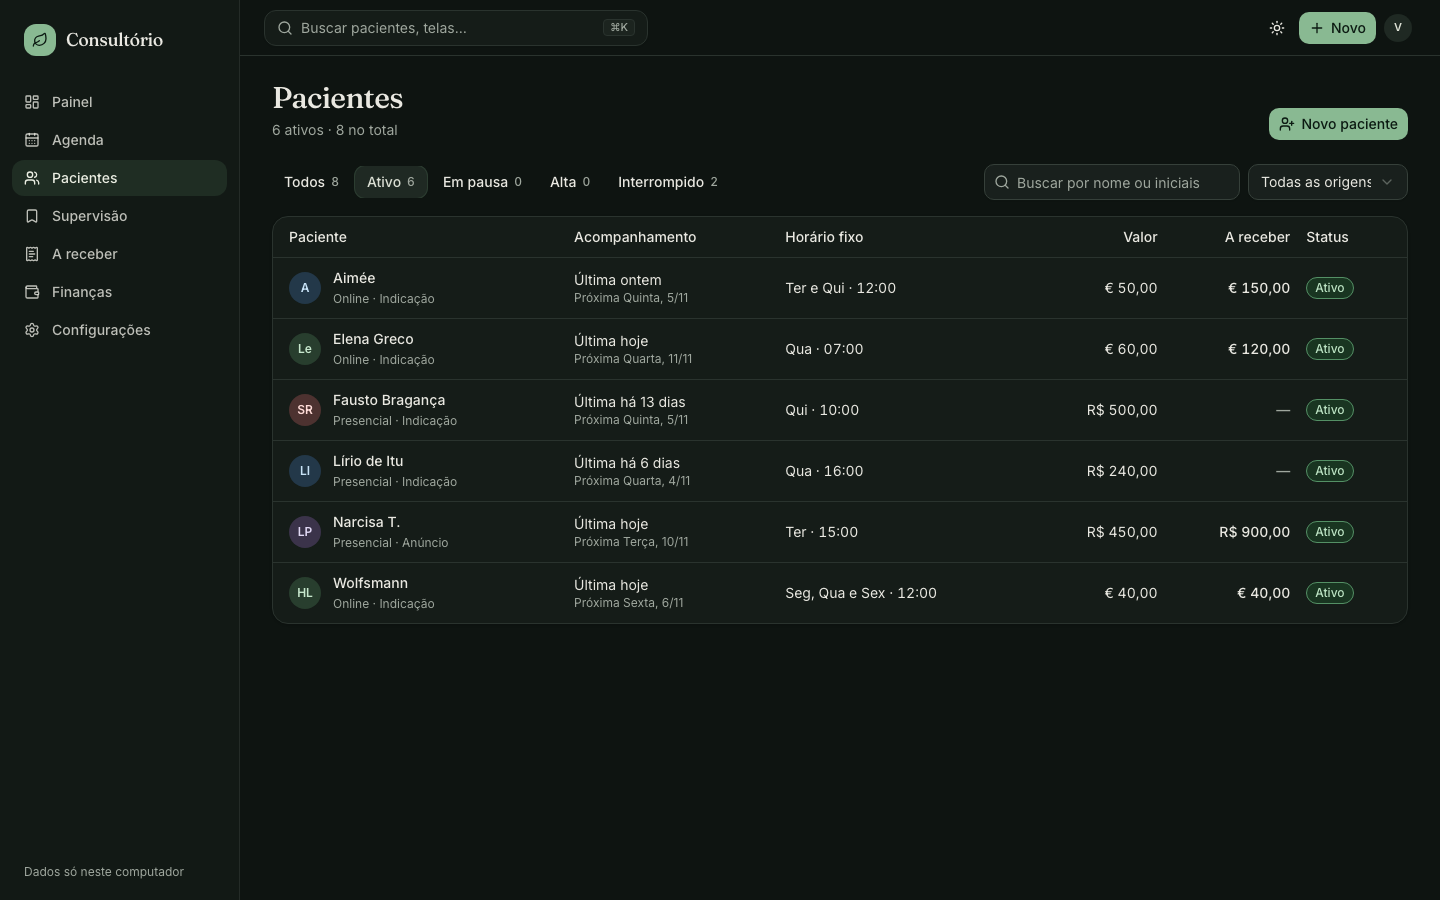 Consultório
Buscar pacientes, telas...
⌘K
Novo
V
Painel
Agenda
Pacientes
Supervisão
A receber
Finanças
Configurações
Dados só neste computador
Pacientes
6 ativos · 8 no total
Novo paciente
Todos 8 Ativo 6 Em pausa 0 Alta 0 Interrompido 2
Buscar por nome ou iniciais
Todas as origens
Paciente Acompanhamento Horário fixo Valor A receber Status
A Aimée Última ontem Ter e Qui · 12:00 € 50,00 € 150,00 Ativo
Online · Indicação Próxima Quinta, 5/11
Le Elena Greco Última hoje Qua · 07:00 € 60,00 € 120,00 Ativo
Online · Indicação Próxima Quarta, 11/11
SR Fausto Bragança Última há 13 dias Qui · 10:00 R$ 500,00 — Ativo
Presencial · Indicação Próxima Quinta, 5/11
LI Lírio de Itu Última há 6 dias Qua · 16:00 R$ 240,00 — Ativo
Presencial · Indicação Próxima Quarta, 4/11
LP Narcisa T. Última hoje Ter · 15:00 R$ 450,00 R$ 900,00 Ativo
Presencial · Anúncio Próxima Terça, 10/11
HL Wolfsmann Última hoje Seg, Qua e Sex · 12:00 € 40,00 € 40,00 Ativo
Online · Indicação Próxima Sexta, 6/11